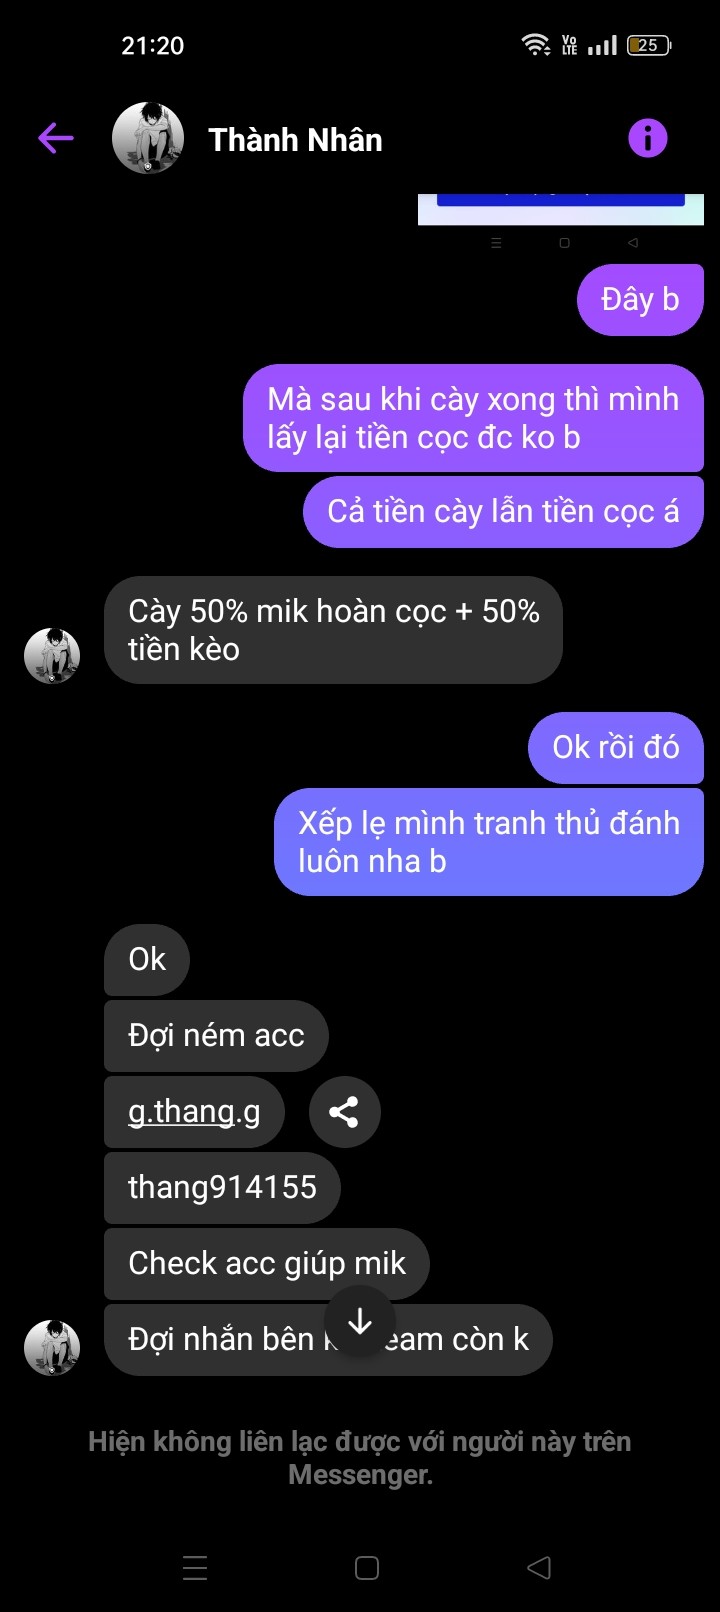 21:20
Vo
LTE
25
Thành Nhân
Đây b
Mà sau khi cày xong thì mình
lấy lại tiền cọc đc ko b
Cả tiền cày lẫn tiền cọc á
Cày 50% mik hoàn cọc + 50%
tiền kèo
Ok rồi đó
Xếp lẹ mình tranh thủ đánh
luôn nha b
Ok
Đợi ném acc
g.thang.g
thang914155
Check acc giúp mik
Đợi nhắn bên còn k
Hiện không liên lạc được với người này trên
Messenger.